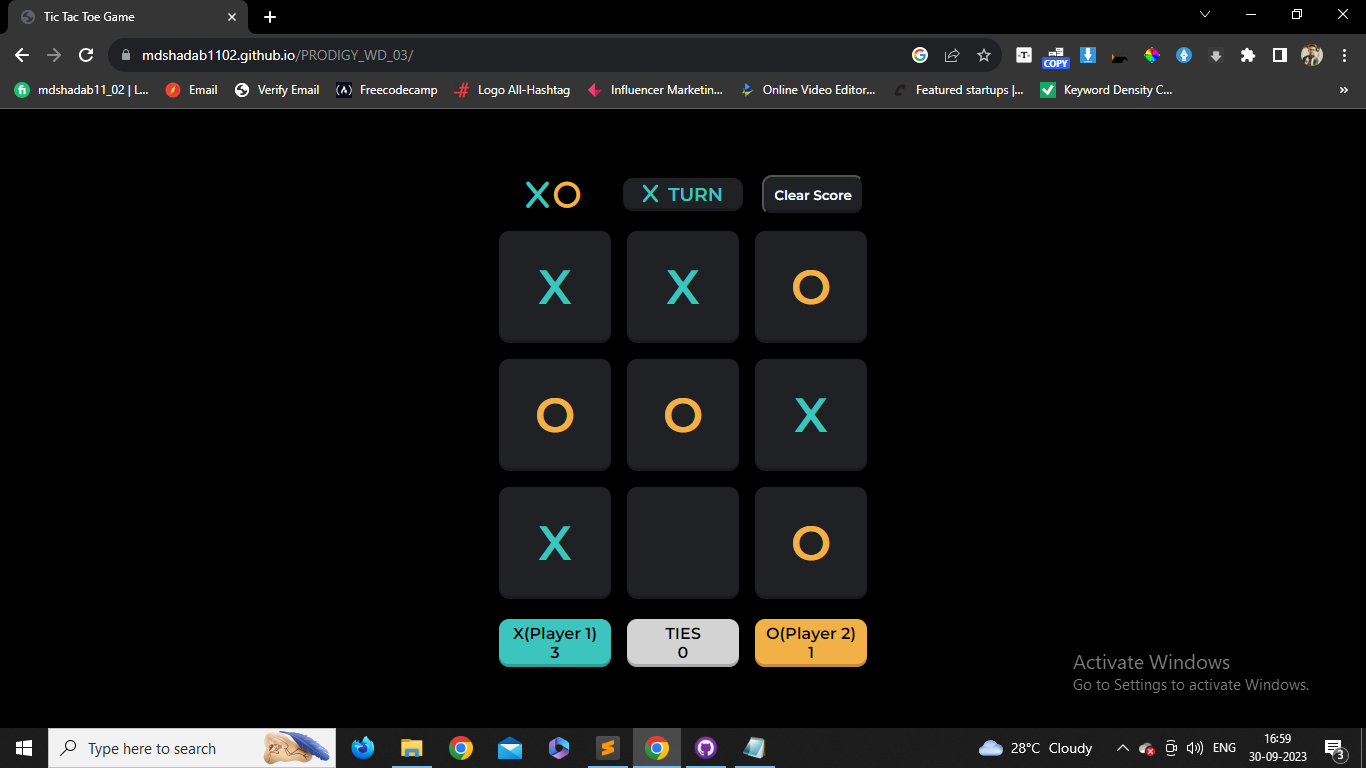 Tic Tac Toe Game
mdshadab1102.github.io/PRODIGY_WD_03/
-T-
COPY
mdshadab11_02 | L...
Email
Verify Email
Freecodecamp
Logo All-Hashtag
Influencer Marketin...
Online Video Editor...
Featured startups |...
Keyword Density C...
»
XO
X TURN
Clear Score
X X O
O O X
X O
X(Player 1)
3
TIES
0
O(Player 2)
1
Activate Windows
Go to Settings to activate Windows.
Type here to search
28°C Cloudy
ENG
16:59
30-09-2023
3